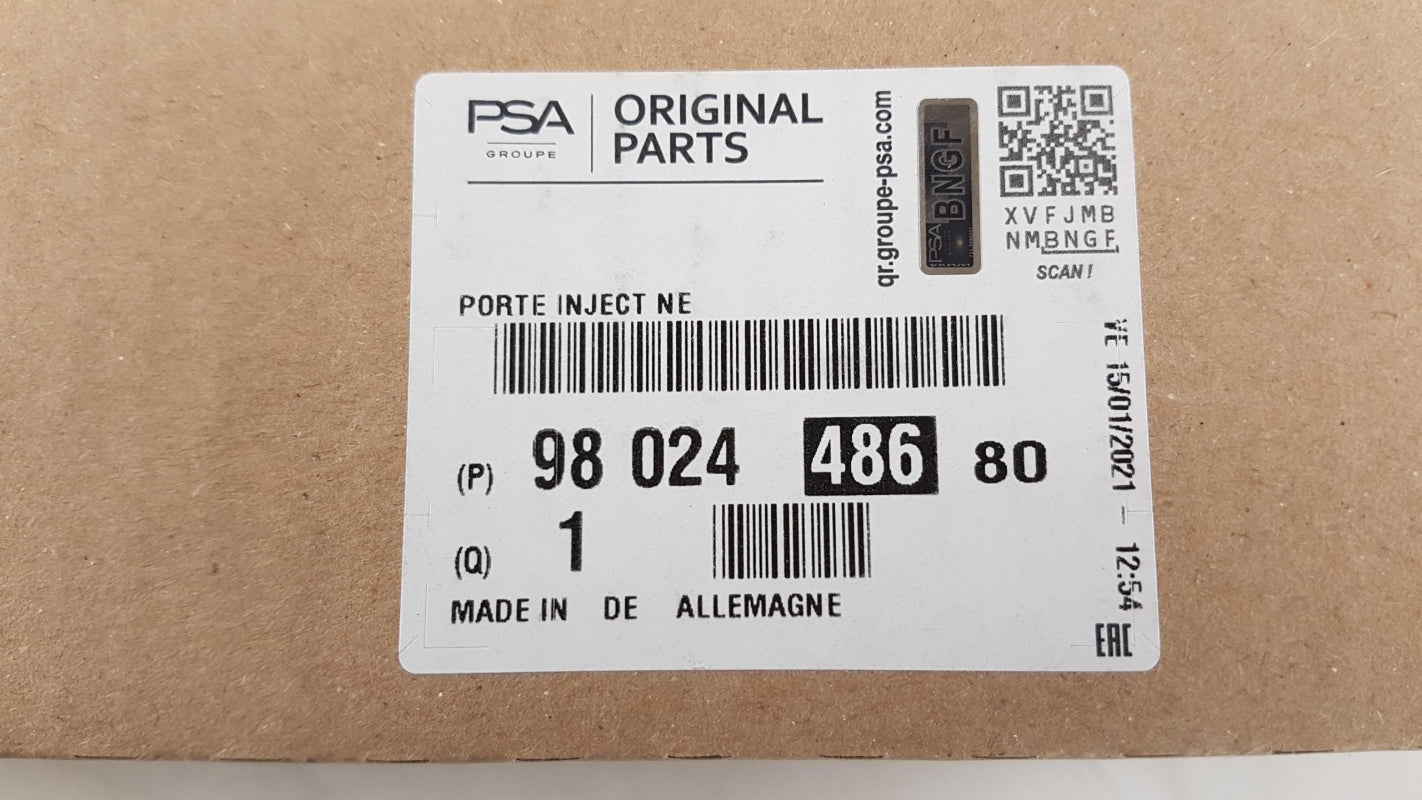 PSA
GROUPE
ORIGINAL
PARTS
qr.groupe-psa.com
BNGF
PSA
XVFJMB
NMBNGF
SCAN!
PORTE INJECT NE
(P) 98 024 486 80
(Q) 1
MADE IN DE ALLEMAGNE
VE 15/01/2021 - 12:54
EAC